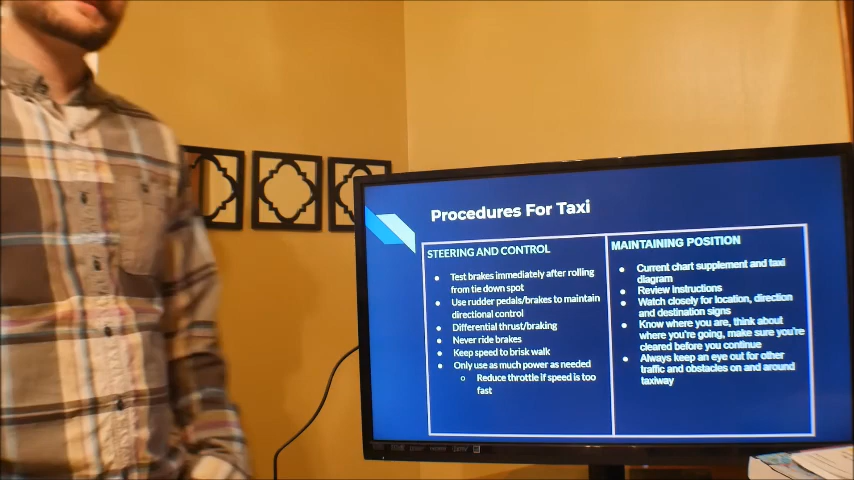 Procedures For Taxi
STEERING AND CONTROL
Test brakes immediately after rolling
from tie down spot
Use rudder pedals/brakes to maintain
directional control
Differential thrust/braking
Never ride brakes
Keep speed to brisk walk
Only use as much power as needed
Reduce throttle if speed is too
fast
MAINTAINING POSITION
Current chart supplement and taxi
diagram
Review instructions
Watch closely for location, direction
and destination signs
Know where you are, think about
where you're going, make sure you're
cleared before you continue
Always keep an eye out for other
traffic and obstacles on and around
taxiway